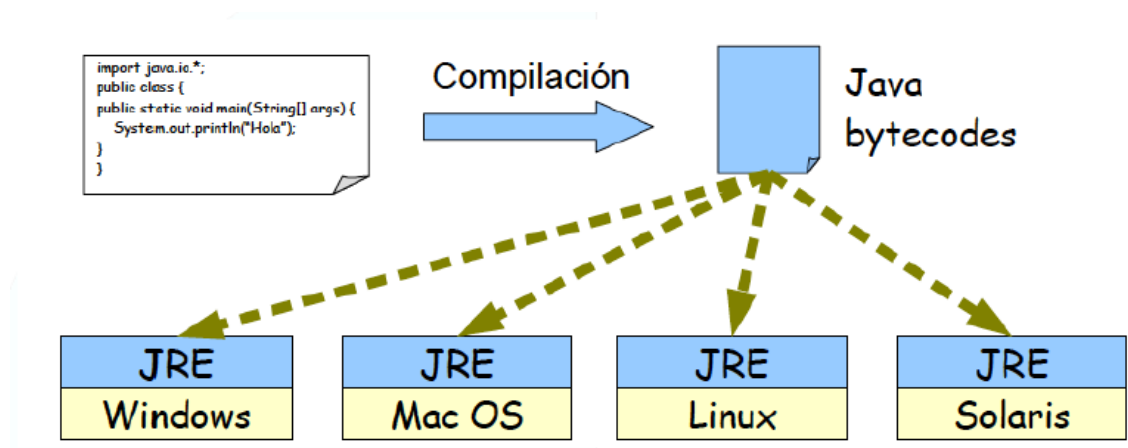 import java.io.*;
public class {
public static void main(String[] args) {
System.out.println("Hola");
}
}
Compilación
Java
bytecodes
JRE
JRE
JRE
JRE
Windows
Mac OS
Linux
Solaris